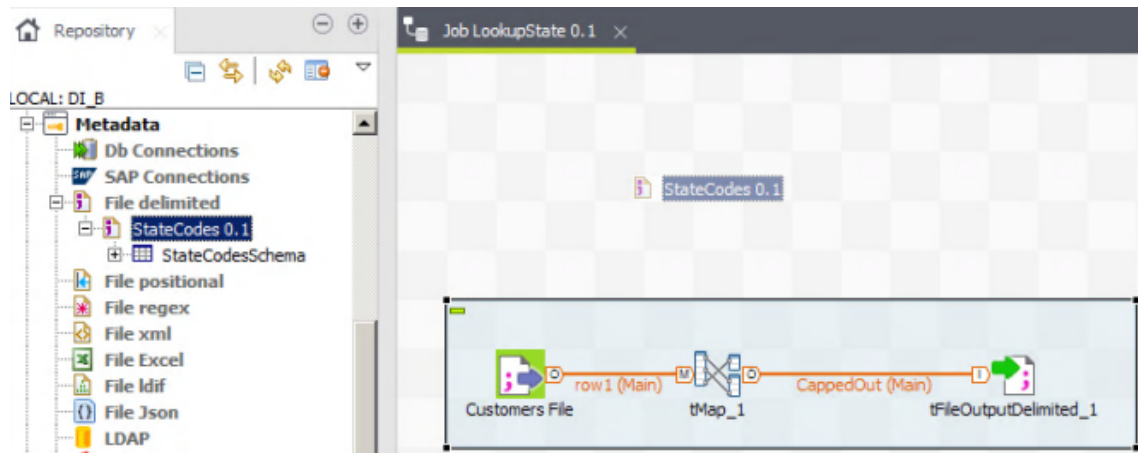 Repository
Job LookupState 0.1
LOCAL: DI_B
Metadata
Db Connections
SAP
SAP Connections
File delimited
StateCodes 0.1
StateCodesSchema
File positional
File regex
File xml
File Excel
File ldif
File Json
LDAP
StateCodes 0.1
O
row1 (Main)
M
O
CappedOut (Main)
I
Customers File
tMap_1
tFileOutputDelimited_1